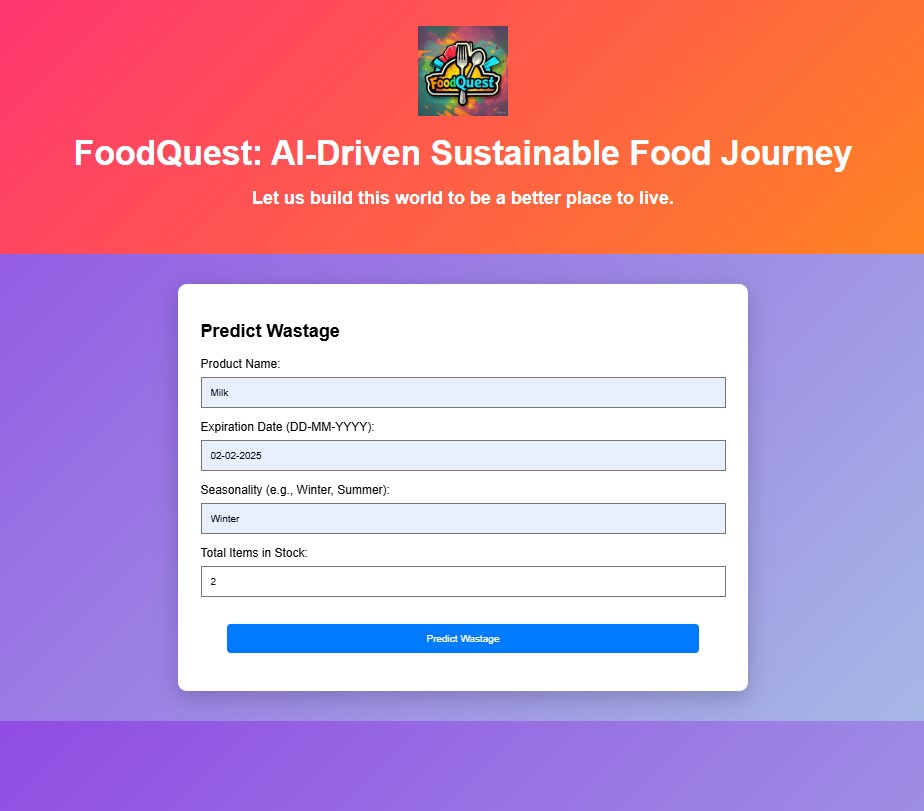 FoodQuest
FoodQuest: AI-Driven Sustainable Food Journey
Let us build this world to be a better place to live.
Predict Wastage
Product Name:
Milk
Expiration Date (DD-MM-YYYY):
02-02-2025
Seasonality (e.g., Winter, Summer):
Winter
Total Items in Stock:
2
Predict Wastage